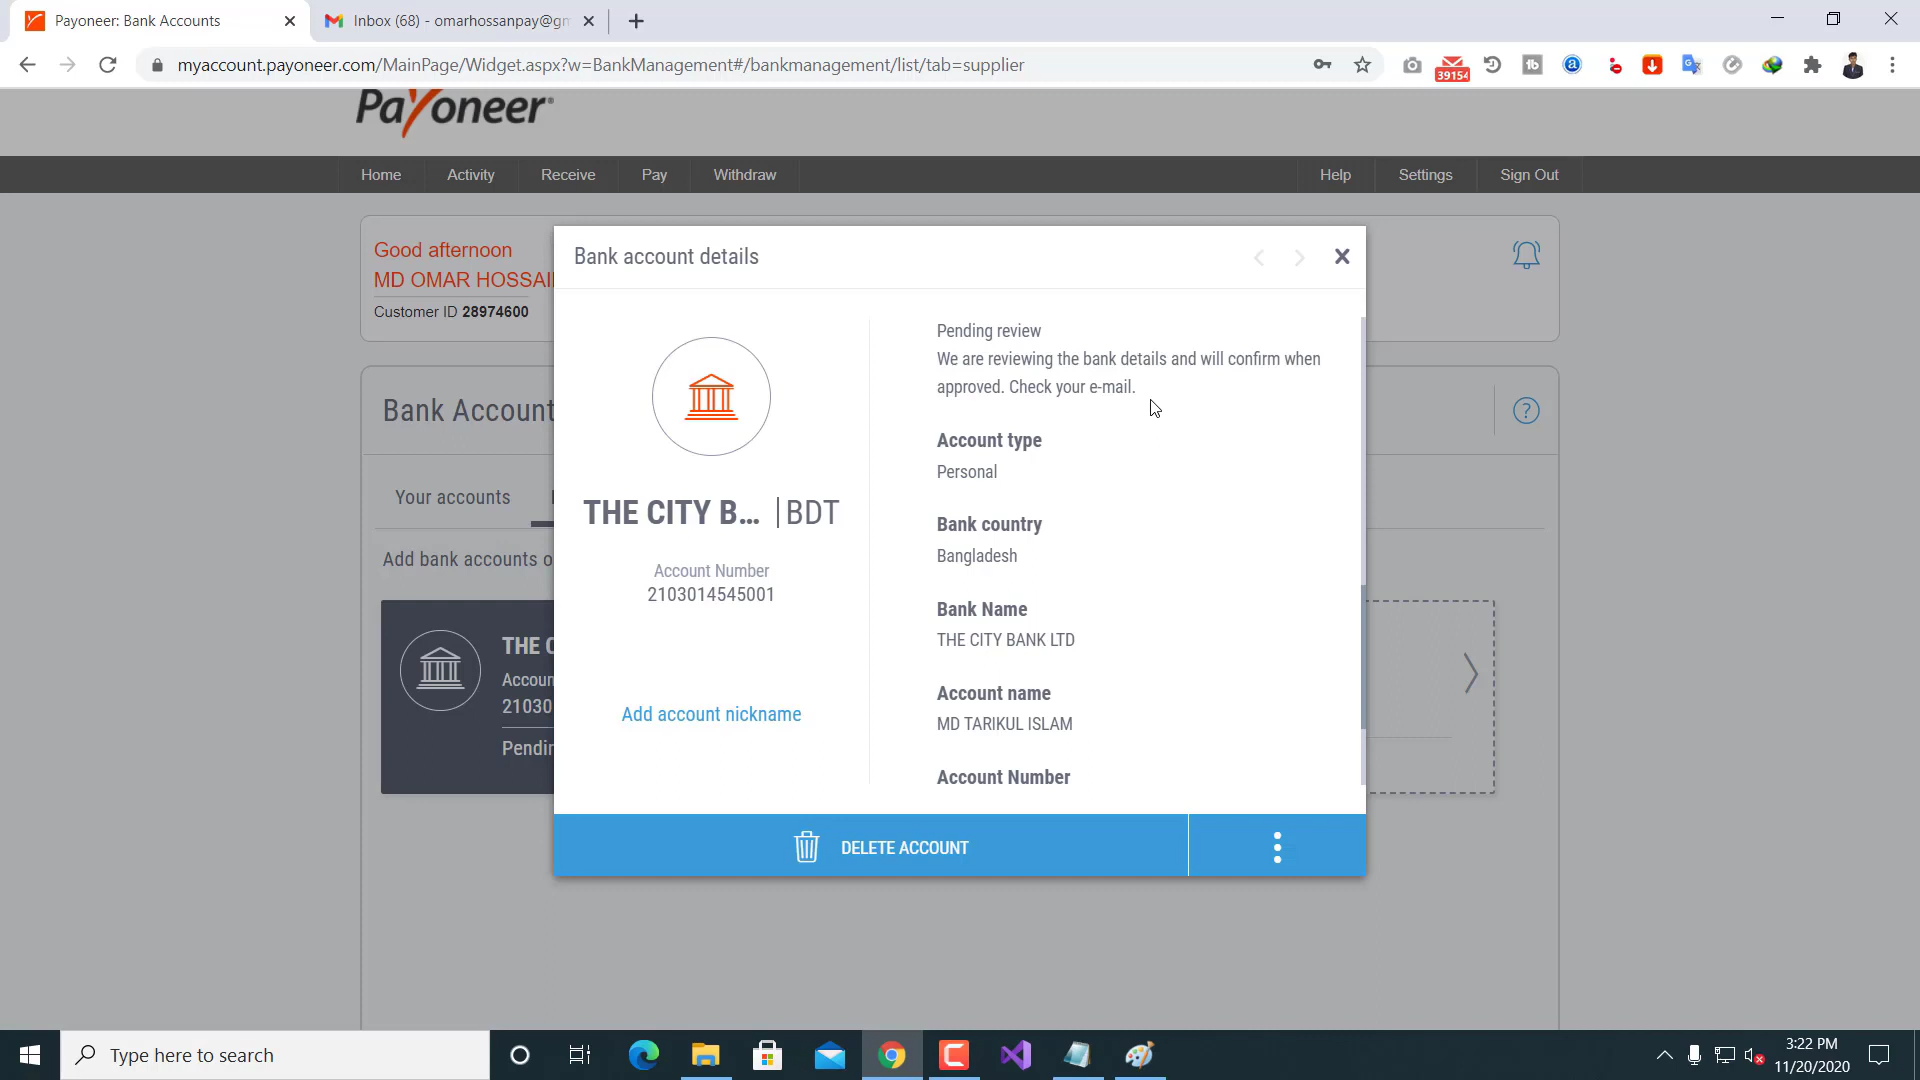 Payoneer: Bank Accounts
Inbox (68) - omarhossanpay@gm
myaccount.payoneer.com/MainPage/Widget.aspx?w=BankManagement#/bankmanagement/list/tab=supplier
39154
Payoneer
Home
Activity
Receive
Pay
Withdraw
Help
Settings
Sign Out
Good afternoon
MD OMAR HOSSAI
Customer ID 28974600
Bank Account
Your accounts
Add bank accounts o
THE C
Accoun
21030
Pendin
Bank account details
THE CITY B... | BDT
Account Number
2103014545001
Add account nickname
Pending review
We are reviewing the bank details and will confirm when
approved. Check your e-mail.
Account type
Personal
Bank country
Bangladesh
Bank Name
THE CITY BANK LTD
Account name
MD TARIKUL ISLAM
Account Number
DELETE ACCOUNT
Type here to search
3:22 PM
11/20/2020